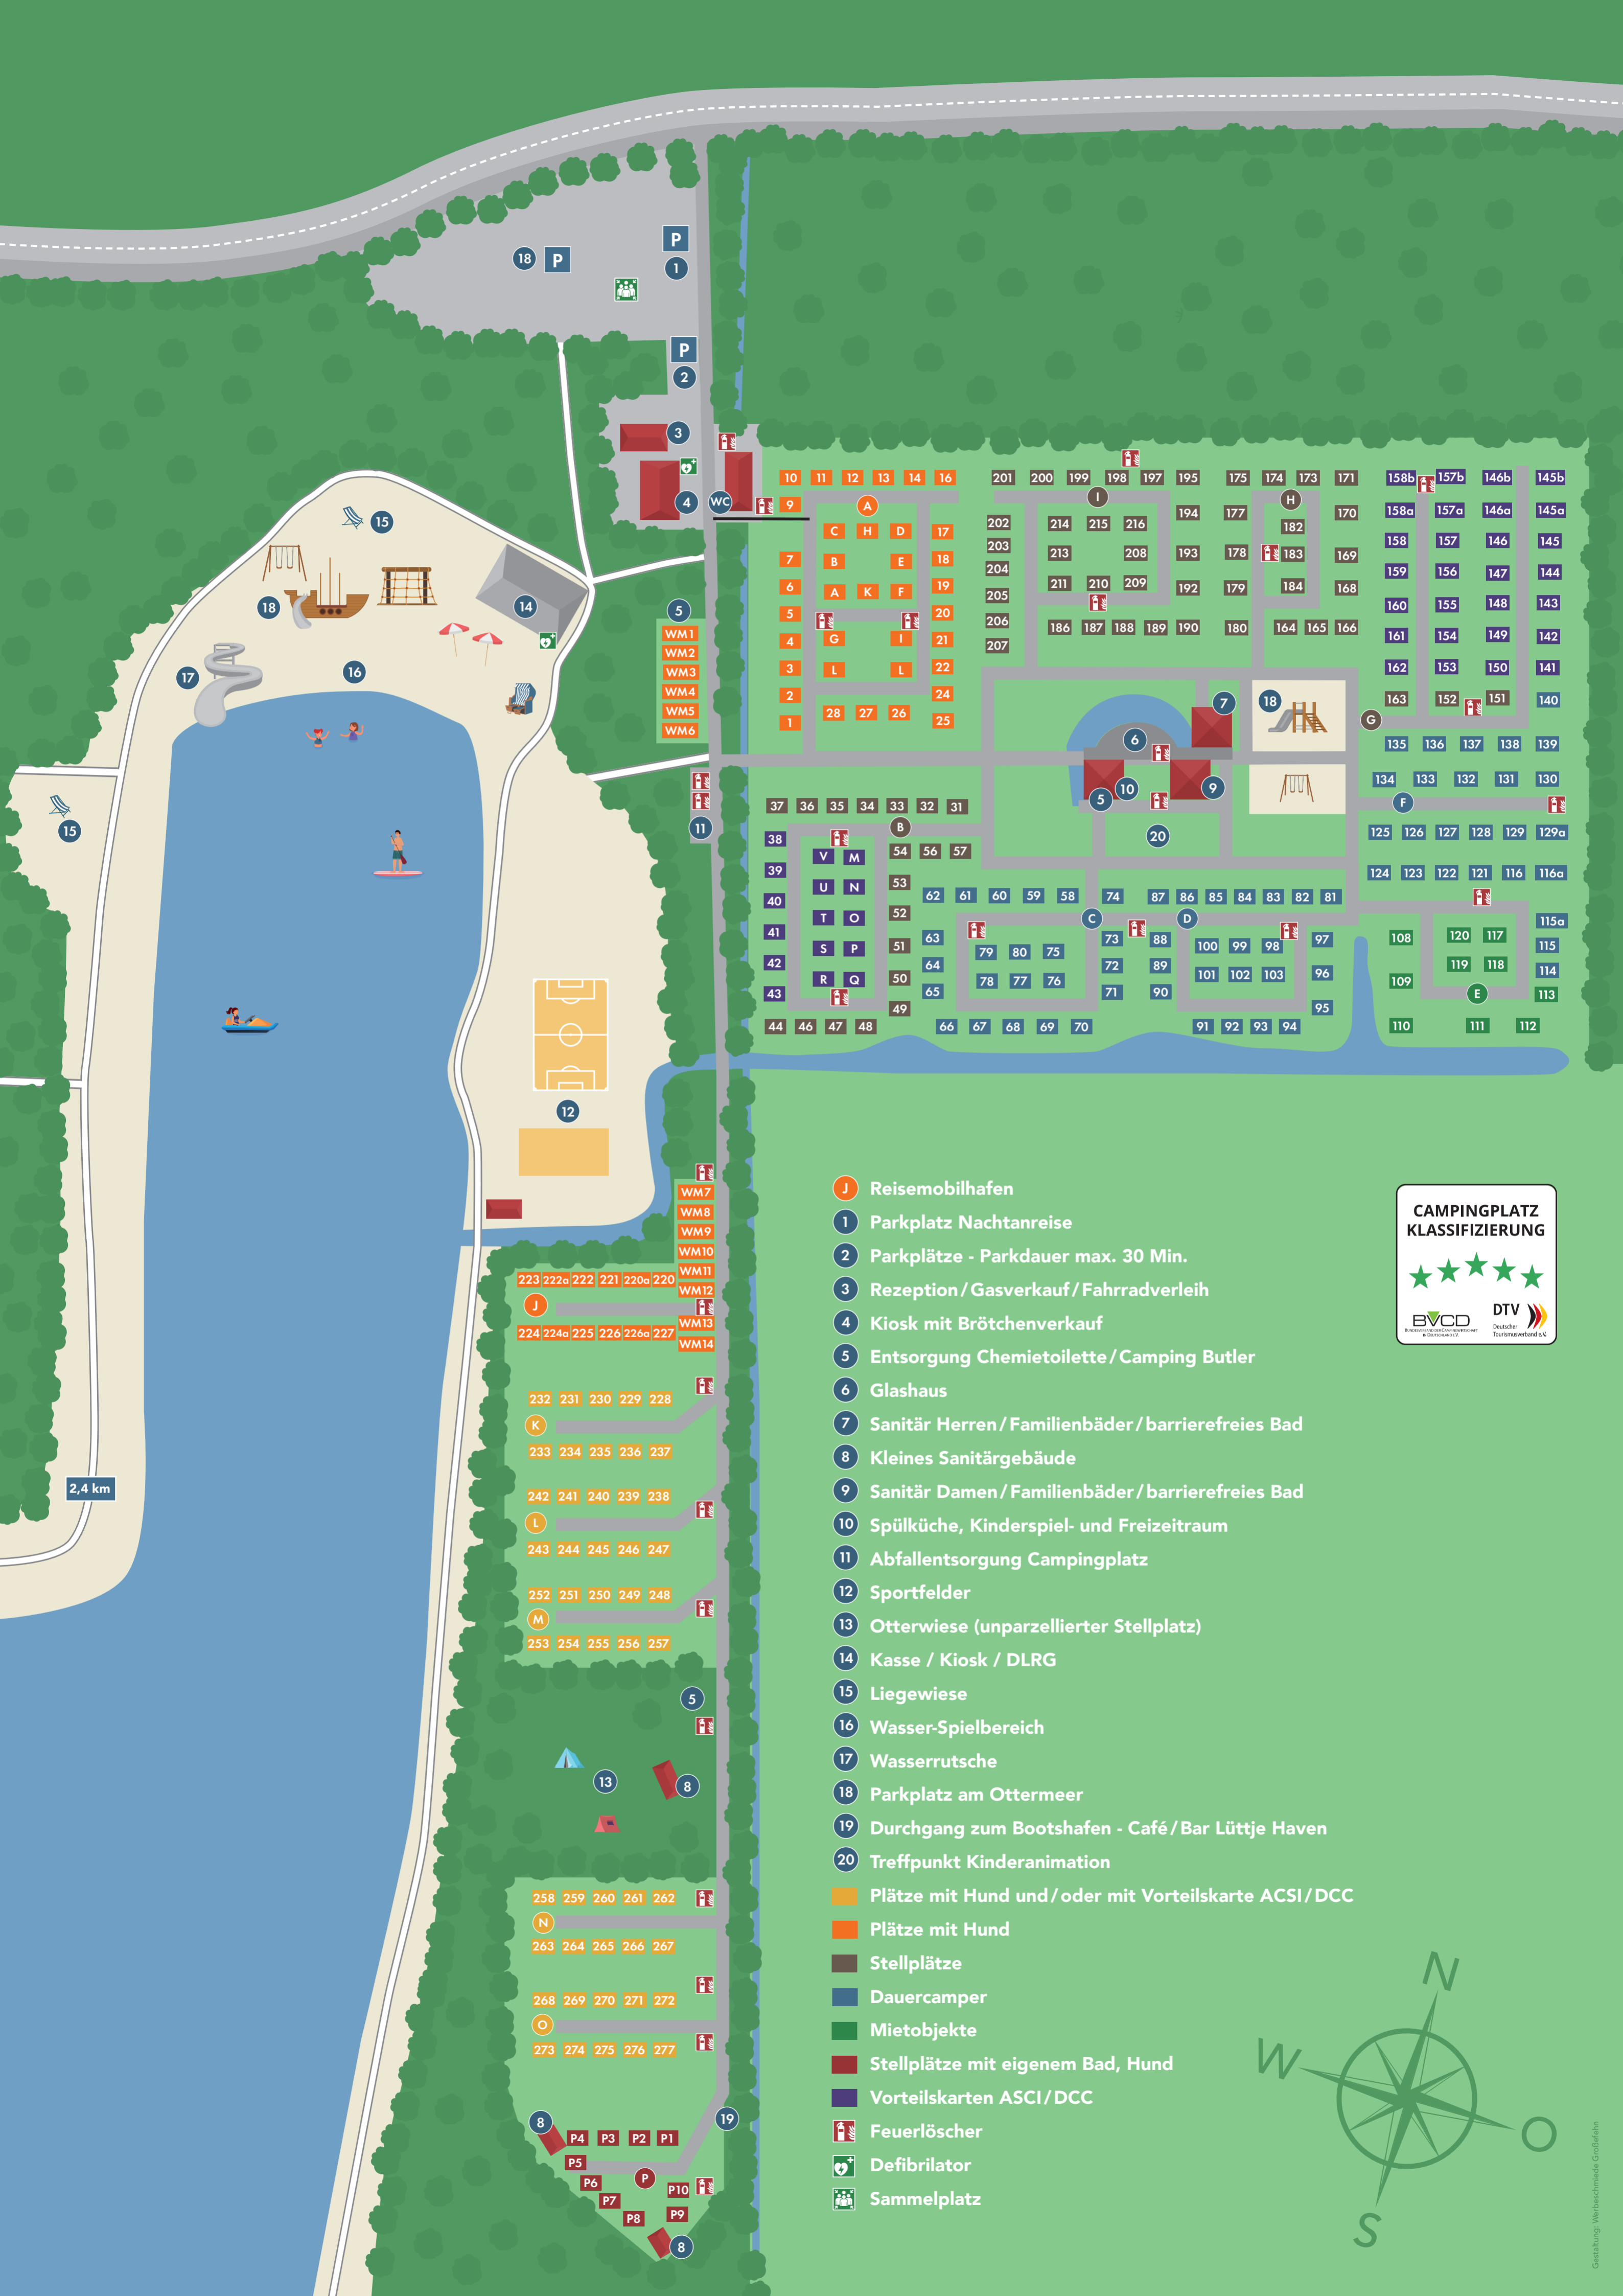 P
18 P
1
P
2
3
4 WC
10 11 12 13 14 16
9 A
C H D 17
7 B E 18
6 A K F 19
5 20
4 G I 21
3 L L 22
2 24
28 27 26
1 25
201 200 199 198 197 195
I
202 214 215 216 194
203
204 213 208 193
205 211 210 209 192
206 186 187 188 189 190
207
175 174 173 171
H
177 182 170
178 183 169
179 184 168
180 164 165 166
158b 157b 146b 145b
158a 157a 146a 145a
158 157 146 145
159 156 147 144
160 155 148 143
161 154 149 142
162 153 150 141
163 152 151 140
G
135 136 137 138 139
134 133 132 131 130
F
125 126 127 128 129 129a
124 123 122 121 116 116a
115a
108 120 117 115
119 118 114
109 E 113
110 111 112
15
18 14
17 16
15
5
WM1
WM2
WM3
WM4
WM5
WM6
11
7 18
6
5 10 9
20
37 36 35 34 33 32 31
B
38 V M 54 56 57
39 U N 53
40 T O 52
41 S P 51
42 R Q 50
43 49
44 46 47 48
62 61 60 59 58 74 87 86 85 84 83 82 81
C D
63 79 80 75 73 88 100 99 98 97
64 78 77 76 72 89 101 102 103 96
65 71 90 95
66 67 68 69 70 91 92 93 94
12
WM7
WM8
WM9
WM10
WM11
WM12
223 222a 222 221 220a 220
J
WM13
224 224a 225 226 226a 227
WM14
232 231 230 229 228
K
233 234 235 236 237
2,4 km
242 241 240 239 238
L
243 244 245 246 247
252 251 250 249 248
M
253 254 255 256 257
5
13 8
258 259 260 261 262
N
263 264 265 266 267
268 269 270 271 272
O
273 274 275 276 277
8 19
P4 P3 P2 P1
P5
P6 P P10
P7
P8 P9
8
J Reisemobilhafen
1 Parkplatz Nachtanreise
2 Parkplätze - Parkdauer max. 30 Min.
3 Rezeption/Gasverkauf/Fahrradverleih
4 Kiosk mit Brötchenverkauf
5 Entsorgung Chemietoilette/Camping Butler
6 Glashaus
7 Sanitär Herren/Familienbäder/barrierefreies Bad
8 Kleines Sanitärgebäude
9 Sanitär Damen/Familienbäder/barrierefreies Bad
10 Spülküche, Kinderspiel- und Freizeitraum
11 Abfallentsorgung Campingplatz
12 Sportfelder
13 Otterwiese (unparzellierter Stellplatz)
14 Kasse / Kiosk / DLRG
15 Liegewiese
16 Wasser-Spielbereich
17 Wasserrutsche
18 Parkplatz am Ottermeer
19 Durchgang zum Bootshafen - Café/Bar Lüttje Haven
20 Treffpunkt Kinderanimation
Plätze mit Hund und/oder mit Vorteilskarte ACSI/DCC
Plätze mit Hund
Stellplätze
Dauercamper
Mietobjekte
Stellplätze mit eigenem Bad, Hund
Vorteilskarten ASCI/DCC
Feuerlöscher
Defibrilator
Sammelplatz
CAMPINGPLATZ
KLASSIFIZIERUNG
BVCD
BUNDESVERBAND DER CAMPINGWIRTSCHAFT
IN DEUTSCHLAND e.V.
DTV
Deutscher
Tourismusverband e.V.
N
W
O
S
Gestaltung: Werbeschmiede Großefehn